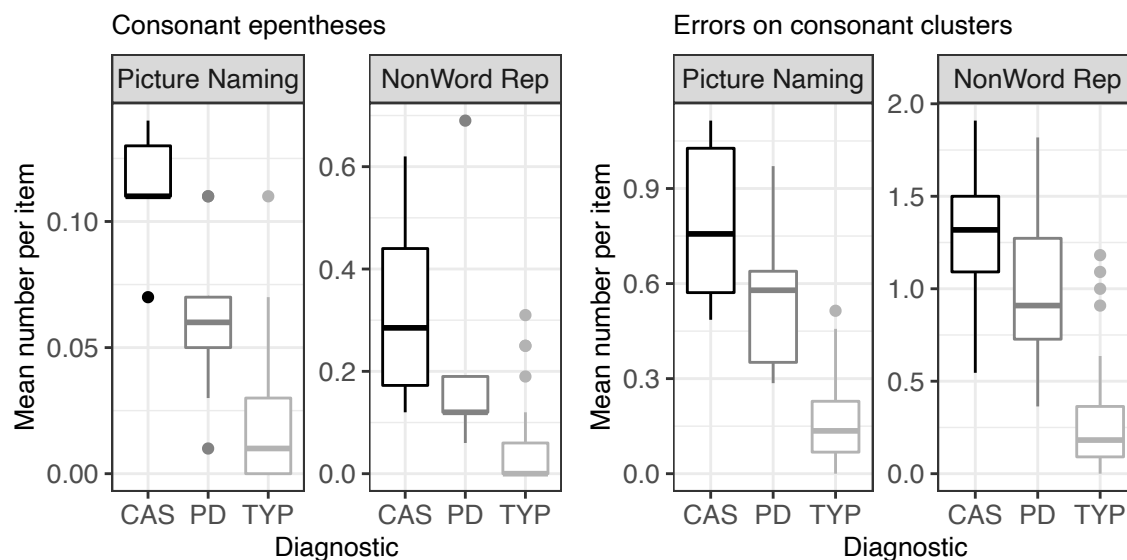 Consonant epentheses
Errors on consonant clusters
Picture Naming
NonWord Rep
Picture Naming
NonWord Rep
Mean number per item
0.10
0.05
0.00
0.6
0.4
0.2
0.0
Mean number per item
0.9
0.6
0.3
0.0
2.0
1.5
1.0
0.5
0.0
CAS PD TYP
CAS PD TYP
CAS PD TYP
CAS PD TYP
Diagnostic
Diagnostic